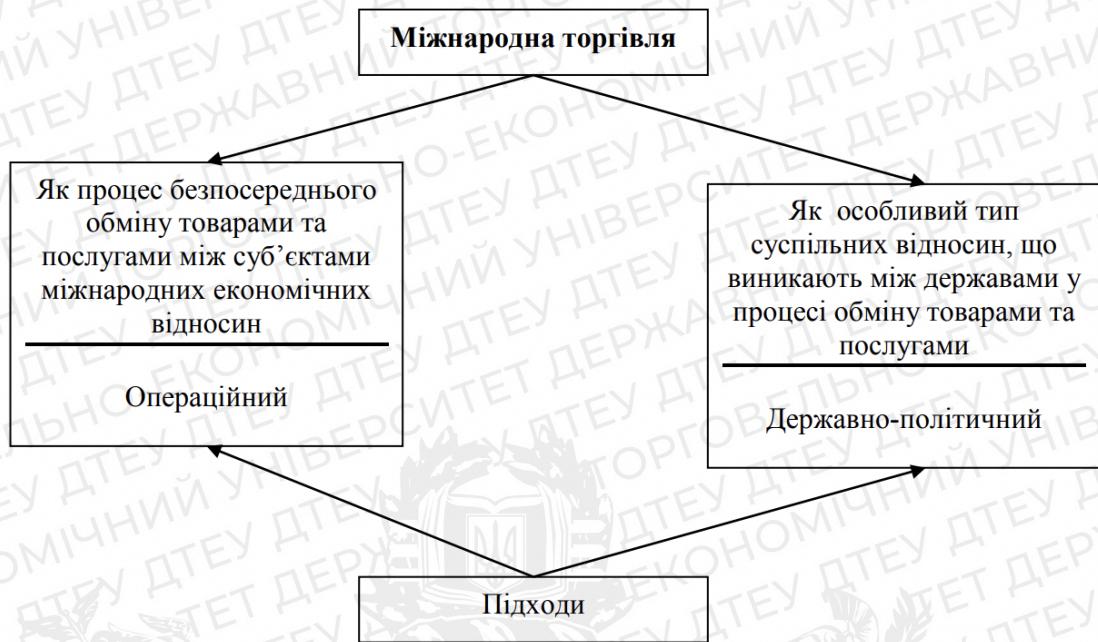 Міжнародна торгівля
Як процес безпосереднього
обміну товарами та
послугами між суб’єктами
міжнародних економічних
відносин
Операційний
Як особливий тип
суспільних відносин, що
виникають між державами у
процесі обміну товарами та
послугами
Державно-політичний
Підходи